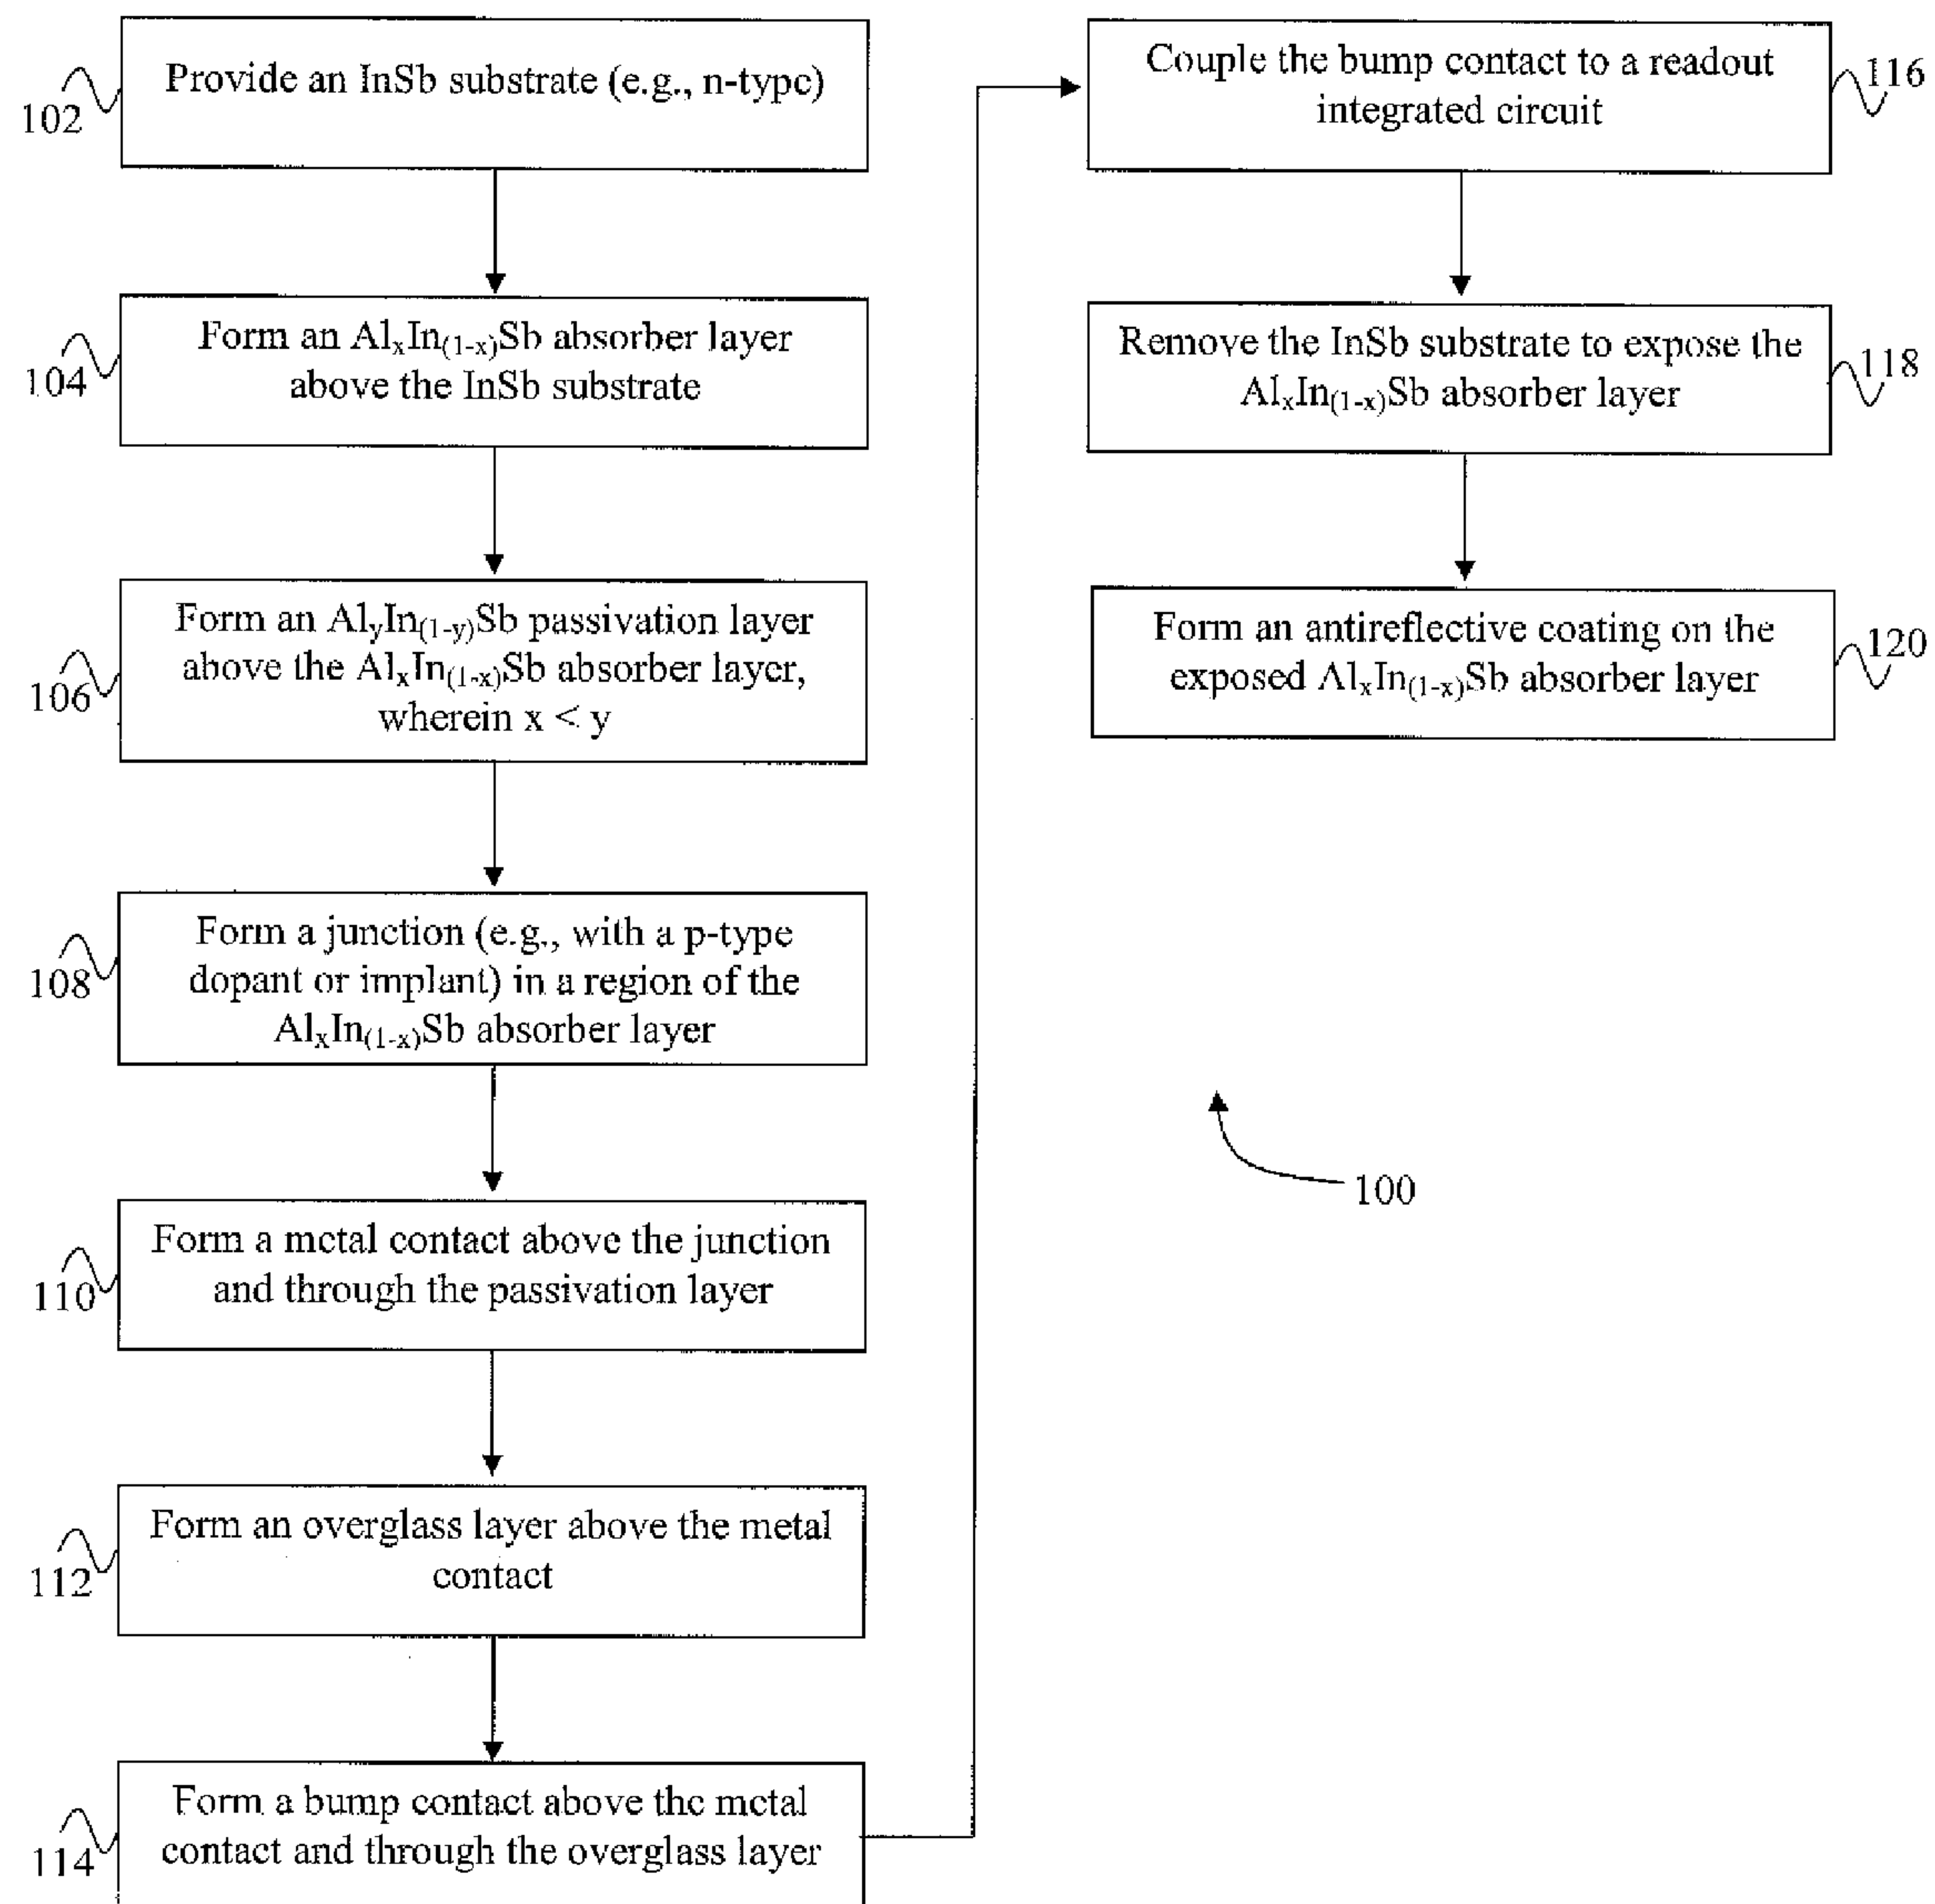 102
Provide an InSb substrate (e.g., n-type)
104
Form an AlₓIn₍₁₋ₓ₎Sb absorber layer
above the InSb substrate
106
Form an AlyIn(1-y)Sb passivation layer
above the AlₓIn₍₁₋ₓ₎Sb absorber layer,
wherein x < y
108
Form a junction (e.g., with a p-type
dopant or implant) in a region of the
AlₓIn₍₁₋ₓ₎Sb absorber layer
110
Form a metal contact above the junction
and through the passivation layer
112
Form an overglass layer above the metal
contact
114
Form a bump contact above the metal
contact and through the overglass layer
Couple the bump contact to a readout
integrated circuit
116
Remove the InSb substrate to expose the
AlₓIn₍₁₋ₓ₎Sb absorber layer
118
Form an antireflective coating on the
exposed AlₓIn₍₁₋ₓ₎Sb absorber layer
120
100